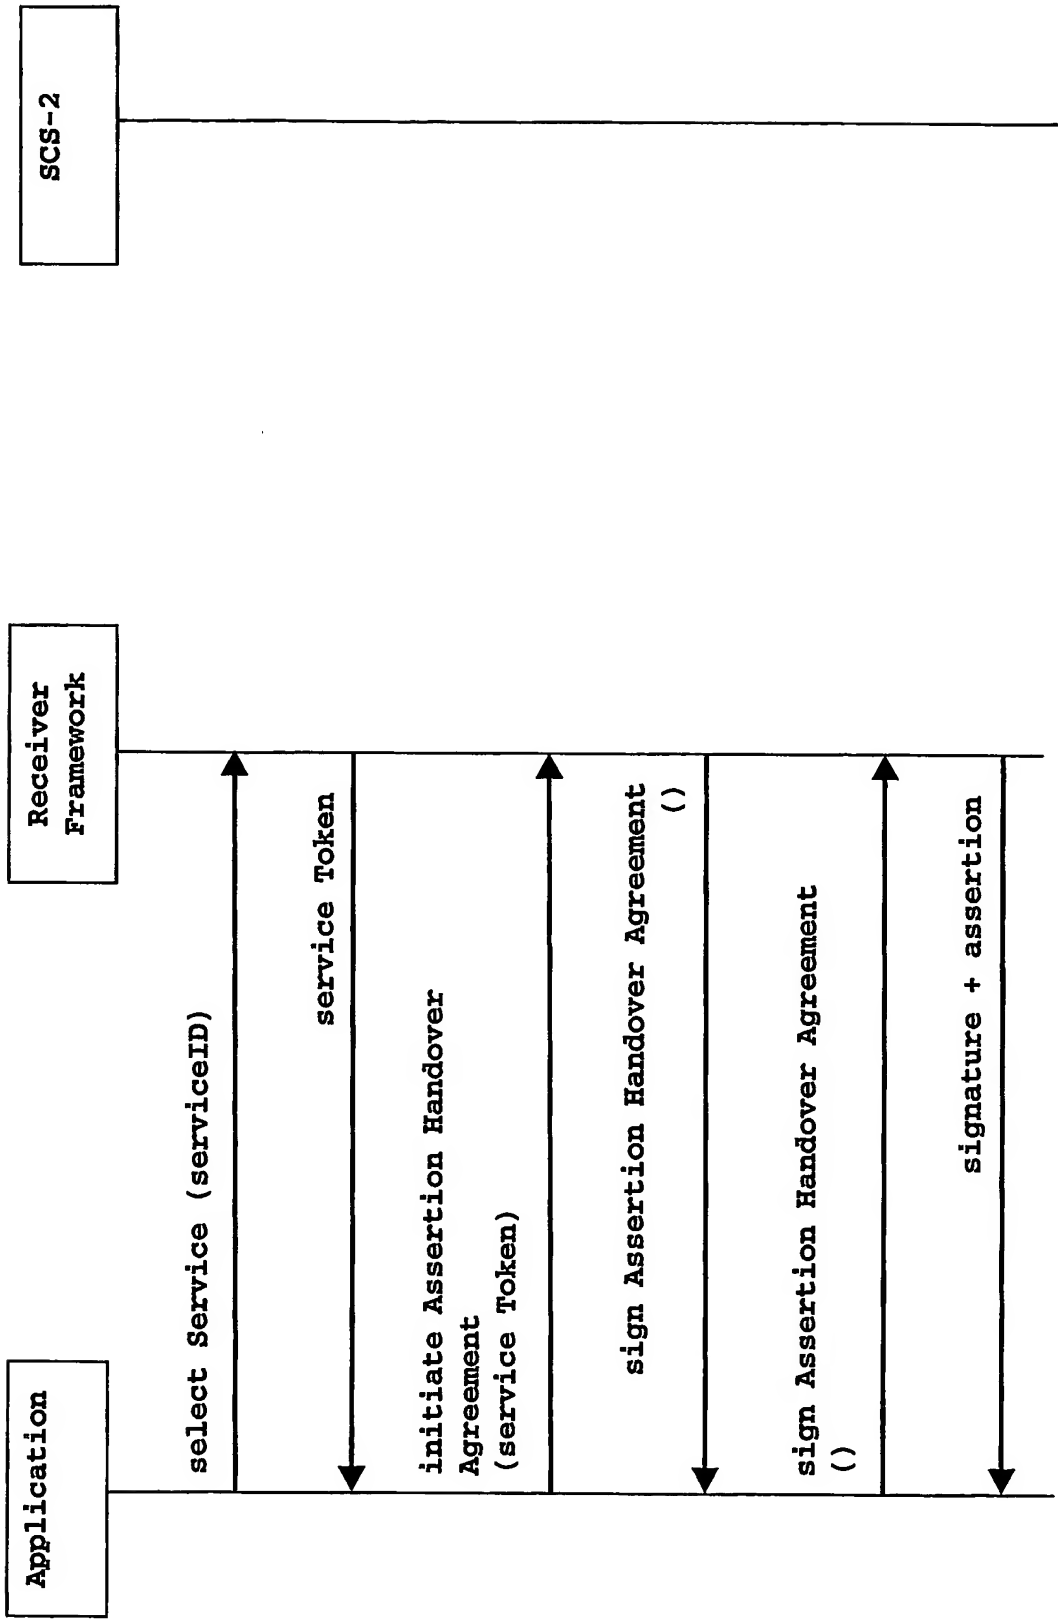 Application
Receiver
Framework
SCS-2
select Service (serviceID)
service Token
initiate Assertion Handover
Agreement
(service Token)
sign Assertion Handover Agreement
()
sign Assertion Handover Agreement
()
signature + assertion